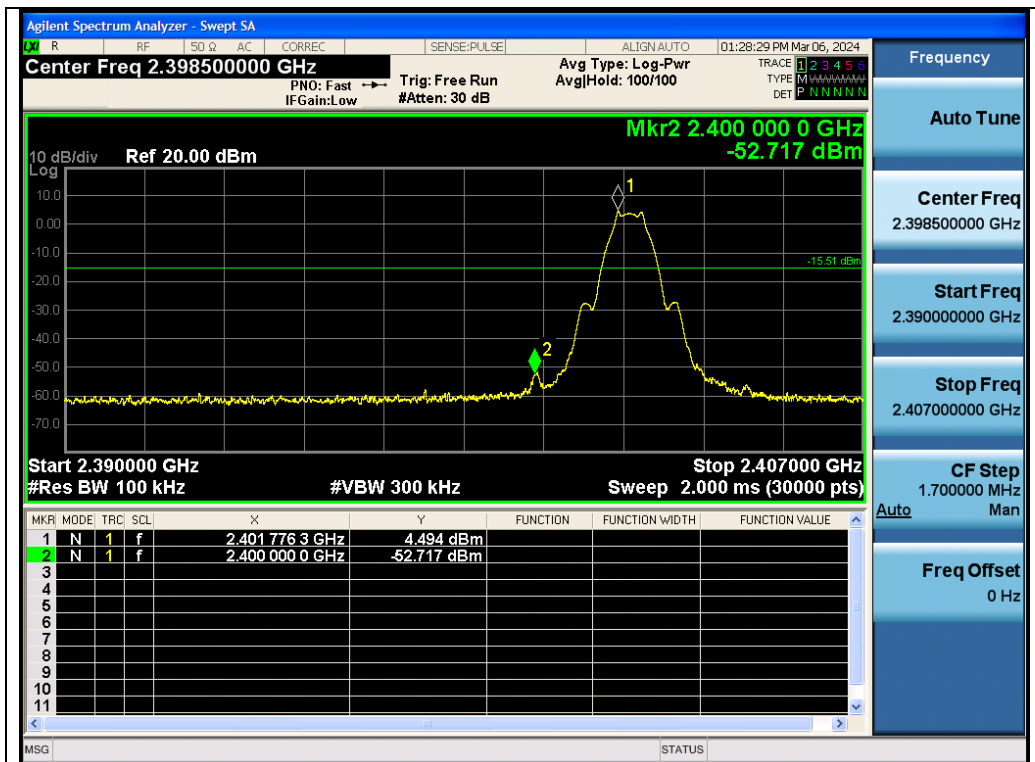 Agilent Spectrum Analyzer - Swept SA
LXI R RF 50 Ω AC CORREC SENSE:PULSE ALIGN AUTO 01:28:29 PM Mar 06, 2024
Center Freq 2.398500000 GHz
PNO: Fast
IFGain:Low
Trig: Free Run
#Atten: 30 dB
Avg Type: Log-Pwr
Avg|Hold: 100/100
TRACE 1 2 3 4 5 6
TYPE M WWWWW
DET P N N N N N
Mkr2 2.400 000 0 GHz
-52.717 dBm
10 dB/div Ref 20.00 dBm
Log
10.0
0.00
-10.0
-20.0
-30.0
-40.0
-50.0
-60.0
-70.0
1
-15.51 dBm
2
Start 2.390000 GHz Stop 2.407000 GHz
#Res BW 100 kHz #VBW 300 kHz Sweep 2.000 ms (30000 pts)
MKR MODE TRC SCL X Y FUNCTION FUNCTION WIDTH FUNCTION VALUE
1 N 1 f 2.401 776 3 GHz 4.494 dBm
2 N 1 f 2.400 000 0 GHz -52.717 dBm
3
4
5
6
7
8
9
10
11
MSG STATUS
Frequency
Auto Tune
Center Freq
2.398500000 GHz
Start Freq
2.390000000 GHz
Stop Freq
2.407000000 GHz
CF Step
1.700000 MHz
Auto Man
Freq Offset
0 Hz